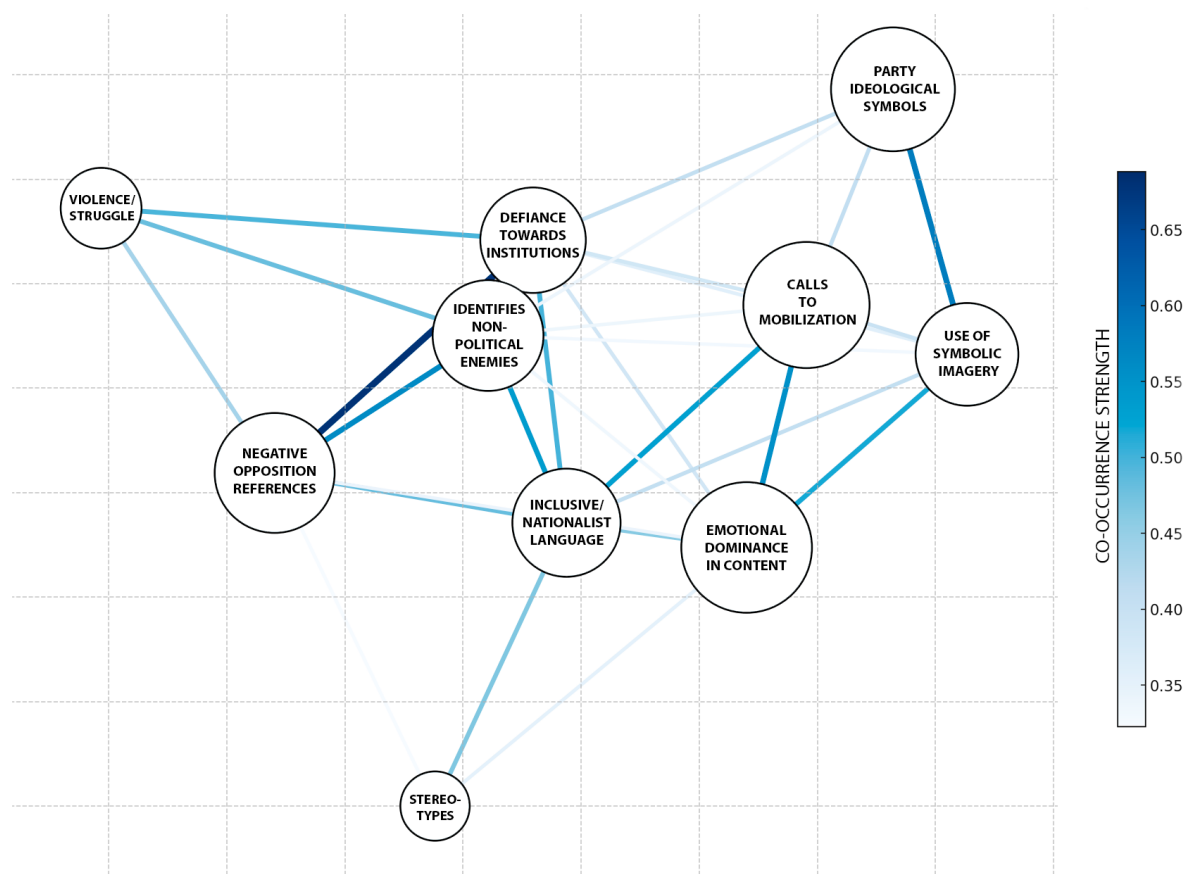 PARTY
IDEOLOGICAL
SYMBOLS
VIOLENCE/
STRUGGLE
DEFIANCE
TOWARDS
INSTITUTIONS
CALLS
TO
MOBILIZATION
IDENTIFIES
NON-
POLITICAL
ENEMIES
USE OF
SYMBOLIC
IMAGERY
NEGATIVE
OPPOSITION
REFERENCES
INCLUSIVE/
NATIONALIST
LANGUAGE
EMOTIONAL
DOMINANCE
IN CONTENT
STEREO-
TYPES
CO-OCCURRENCE STRENGTH
0.65
0.60
0.55
0.50
0.45
0.40
0.35